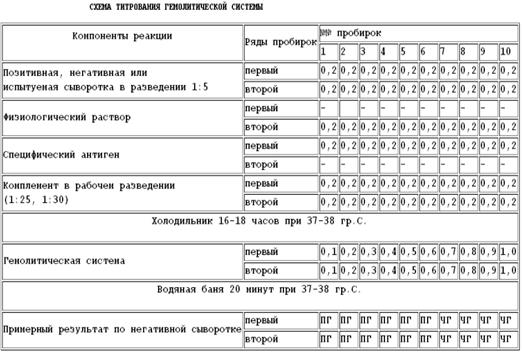 СХЕМА ТИТРОВАНИЯ ГЕМОЛИТИЧЕСКОЙ СИСТЕМЫ
Компоненты реакции Ряды пробирок №№ пробирок
1 2 3 4 5 6 7 8 9 10
Позитивная, негативная или
испытуеная сыворотка в разведении 1:5
первый 0,2 0,2 0,2 0,2 0,2 0,2 0,2 0,2 0,2 0,2
второй 0,2 0,2 0,2 0,2 0,2 0,2 0,2 0,2 0,2 0,2
Физиологический раствор
первый - - - - - - - - -
второй 0,2 0,2 0,2 0,2 0,2 0,2 0,2 0,2 0,2 0,2
Специфический антиген
первый 0,2 0,2 0,2 0,2 0,2 0,2 0,2 0,2 0,2 0,2
второй - - - - - - - - - -
Комплемент в рабочем разведении
(1:25, 1:30)
первый 0,2 0,2 0,2 0,2 0,2 0,2 0,2 0,2 0,2 0,2
второй 0,2 0,2 0,2 0,2 0,2 0,2 0,2 0,2 0,2 0,2
Холодильник 16-18 часов при 37-38 гр.С.
Гемолитическая система
первый 0,1 0,2 0,3 0,4 0,5 0,6 0,7 0,8 0,9 1,0
второй 0,1 0,2 0,3 0,4 0,5 0,6 0,7 0,8 0,9 1,0
Водяная баня 20 минут при 37-38 гр.С.
Примерный результат по негативной сыворотке
первый ПГ ПГ ПГ ПГ ПГ ПГ ЧГ ЧГ ЧГ ЧГ
второй ПГ ПГ ПГ ПГ ПГ ПГ ЧГ ЧГ ЧГ ЧГ